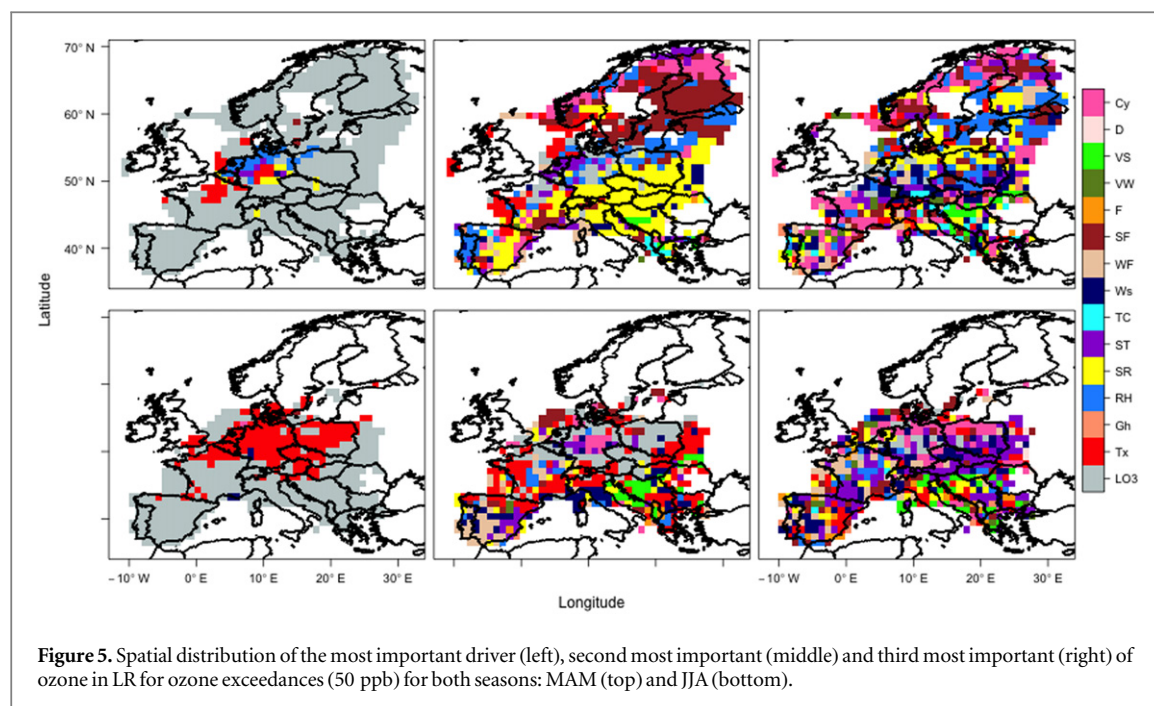 70° N
60° N
50° N
40° N
Latitude
−10° W
0° E
10° E
20° E
30° E
−10° W
0° E
10° E
20° E
30° E
Longitude
Cy
D
VS
VW
F
SF
WF
Ws
TC
ST
SR
RH
Gh
Tx
LO3
Figure 5. Spatial distribution of the most important driver (left), second most important (middle) and third most important (right) of
ozone in LR for ozone exceedances (50 ppb) for both seasons: MAM (top) and JJA (bottom).